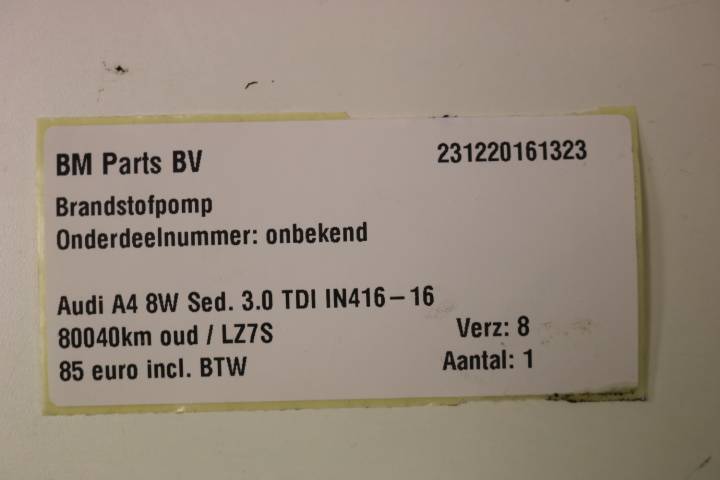 BM Parts BV 231220161323
Brandstofpomp
Onderdeelnummer: onbekend
Audi A4 8W Sed. 3.0 TDI IN416-16
80040km oud / LZ7S Verz: 8
85 euro incl. BTW Aantal: 1